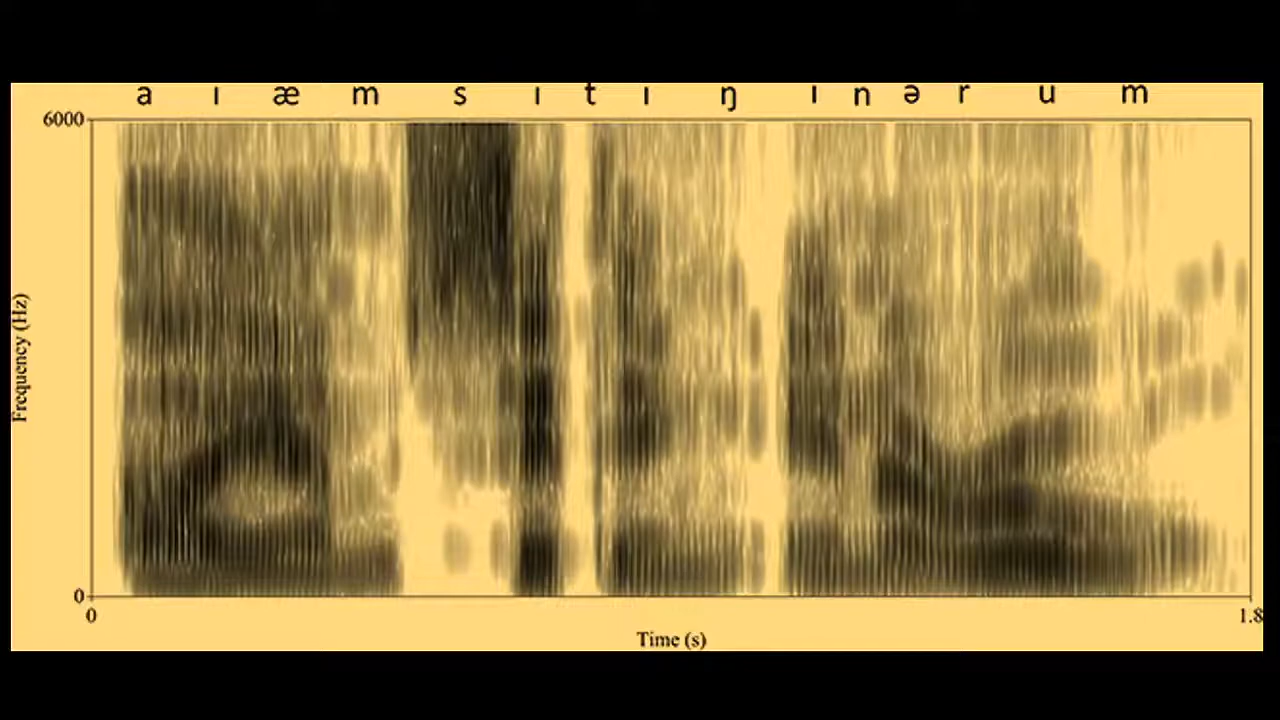 a ı æ m s ı t ı ŋ ı n ə r u m
6000
Frequency (Hz)
0
0 1.8
Time (s)